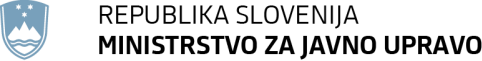 REPUBLIKA SLOVENIJA
MINISTRSTVO ZA JAVNO UPRAVO